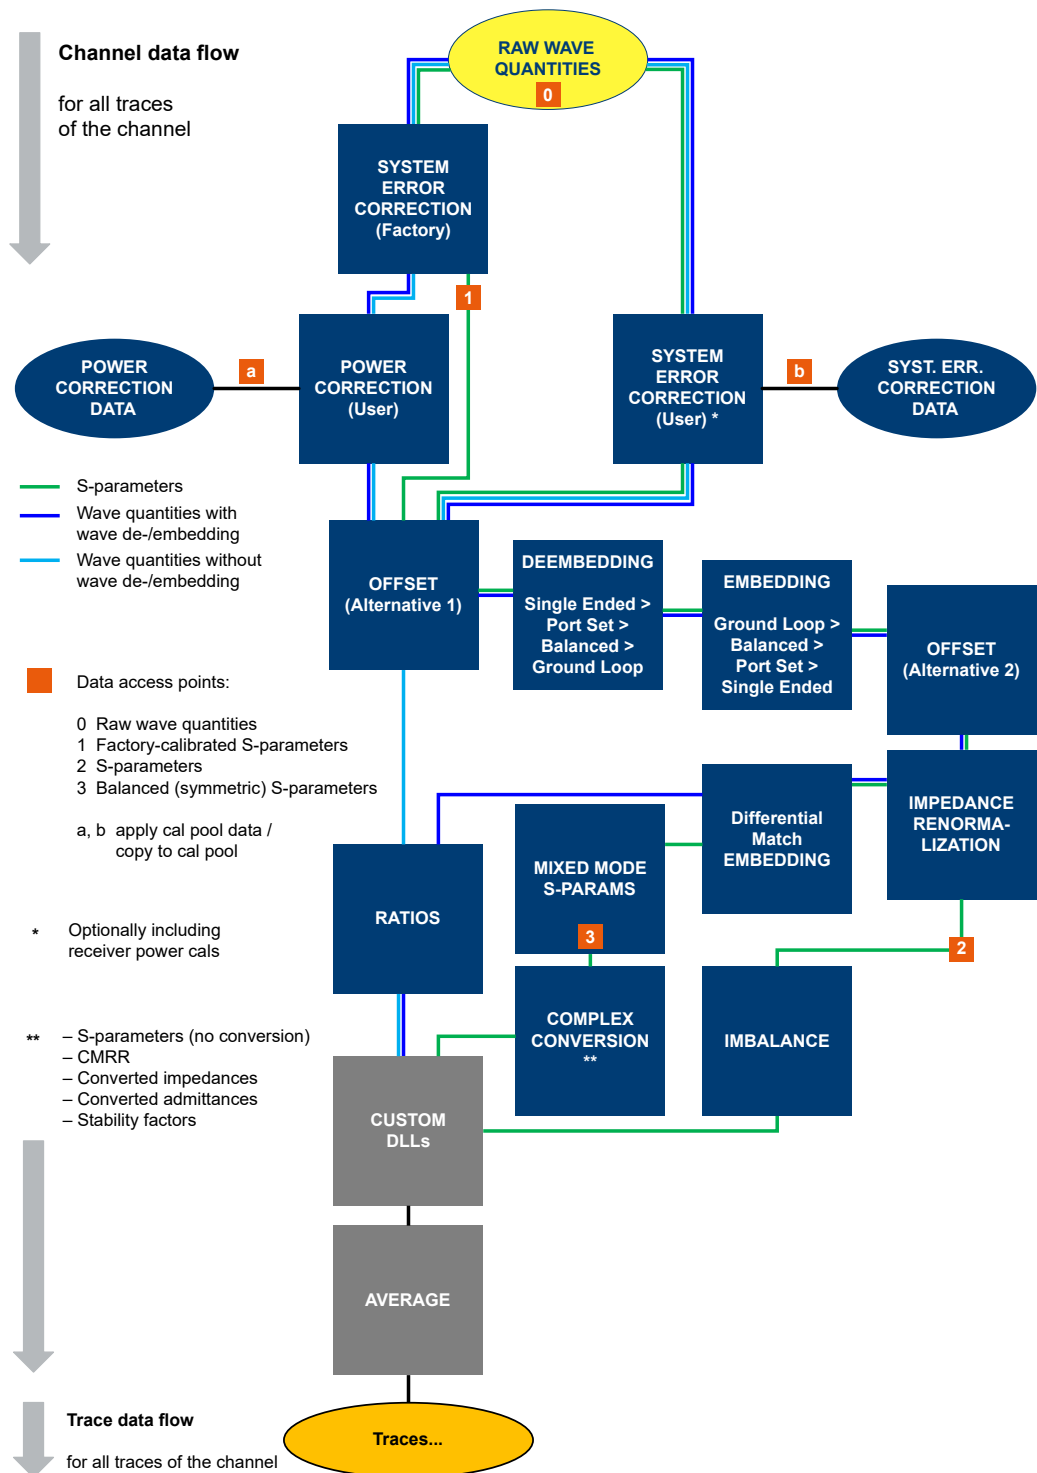 Channel data flow
for all traces
of the channel
RAW WAVE
QUANTITIES
0
SYSTEM
ERROR
CORRECTION
(Factory)
1
POWER
CORRECTION
DATA
a
POWER
CORRECTION
(User)
SYSTEM
ERROR
CORRECTION
(User) *
b
SYST. ERR.
CORRECTION
DATA
S-parameters
Wave quantities with
wave de-/embedding
Wave quantities without
wave de-/embedding
OFFSET
(Alternative 1)
DEEMBEDDING
Single Ended >
Port Set >
Balanced >
Ground Loop
EMBEDDING
Ground Loop >
Balanced >
Port Set >
Single Ended
OFFSET
(Alternative 2)
Data access points:
0 Raw wave quantities
1 Factory-calibrated S-parameters
2 S-parameters
3 Balanced (symmetric) S-parameters
a, b apply cal pool data /
copy to cal pool
IMPEDANCE
RENORMA-
LIZATION
Differential
Match
EMBEDDING
MIXED MODE
S-PARAMS
3
RATIOS
2
* Optionally including
receiver power cals
COMPLEX
CONVERSION
**
IMBALANCE
** – S-parameters (no conversion)
– CMRR
– Converted impedances
– Converted admittances
– Stability factors
CUSTOM
DLLs
AVERAGE
Trace data flow
for all traces of the channel
Traces...